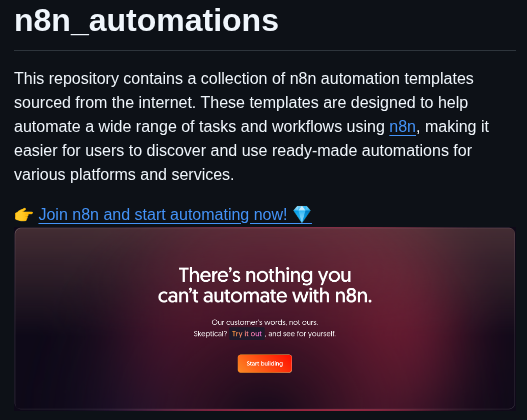 n8n_automations
This repository contains a collection of n8n automation templates
sourced from the internet. These templates are designed to help
automate a wide range of tasks and workflows using n8n, making it
easier for users to discover and use ready-made automations for
various platforms and services.
👉 Join n8n and start automating now! 💎
There's nothing you
can't automate with n8n.
Our customer's words, not ours.
Skeptical? Try it out , and see for yourself.
Start building